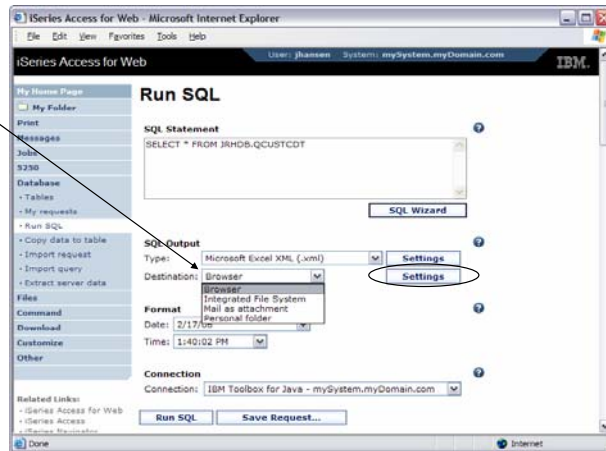 iSeries Access for Web - Microsoft Internet Explorer
File Edit View Favorites Tools Help
iSeries Access for Web
User: jhansen System: mySystem.myDomain.com
IBM.
My Home Page
My Folder
Print
Messages
Jobs
5250
Database
• Tables
• My requests
• Run SQL
• Copy data to table
• Import request
• Import query
• Extract server data
Files
Command
Download
Customize
Other
Related Links:
• iSeries Access for Web
• iSeries Access
• iSeries Navigator
Run SQL
SQL Statement
SELECT * FROM JRHDB.QCUSTCDT
SQL Wizard
SQL Output
Type: Microsoft Excel XML (.xml) Settings
Destination: Browser Settings
Browser
Integrated File System
Mail as attachment
Personal folder
Format
Date: 2/17/06
Time: 1:40:02 PM
Connection
Connection: IBM Toolbox for Java - mySystem.myDomain.com
Run SQL Save Request...
Done
Internet